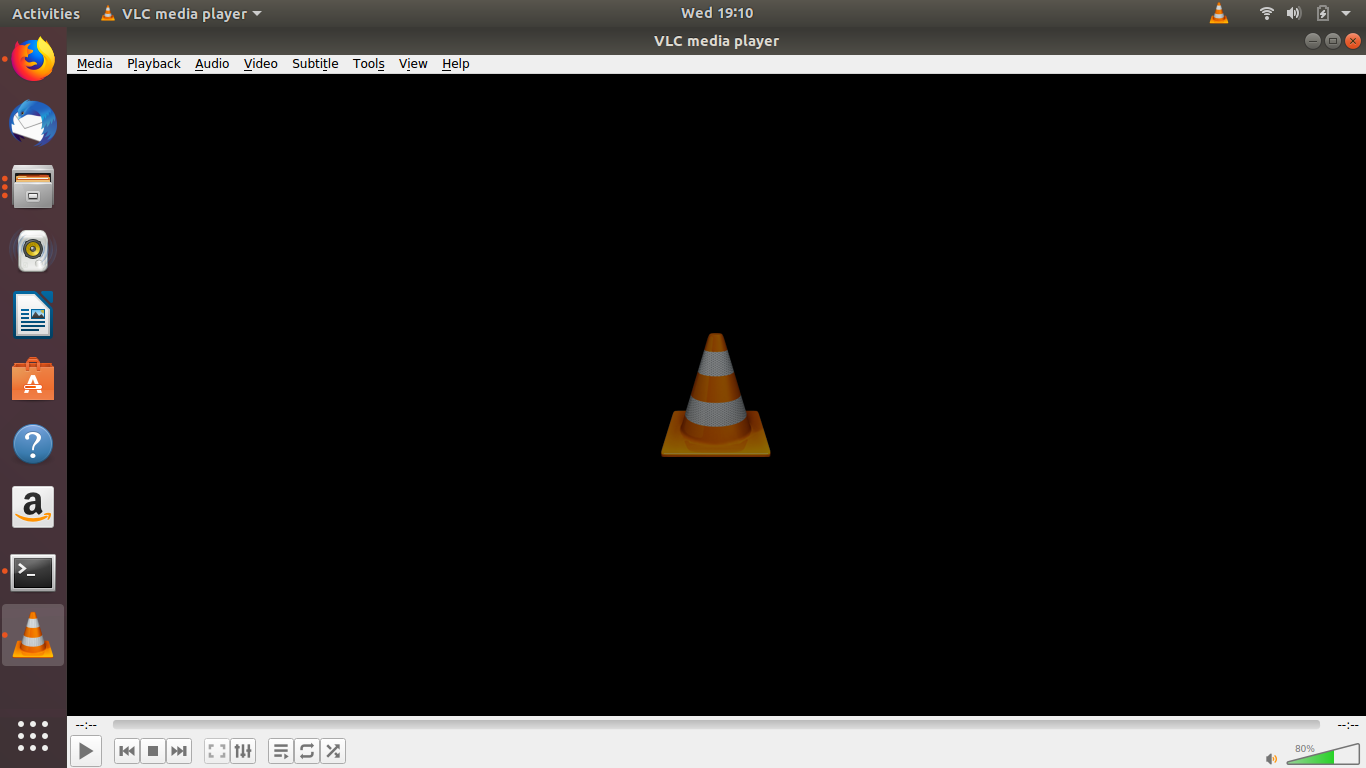 Activities VLC media player Wed 19:10
VLC media player
Media Playback Audio Video Subtitle Tools View Help
--:-- --:--
80%